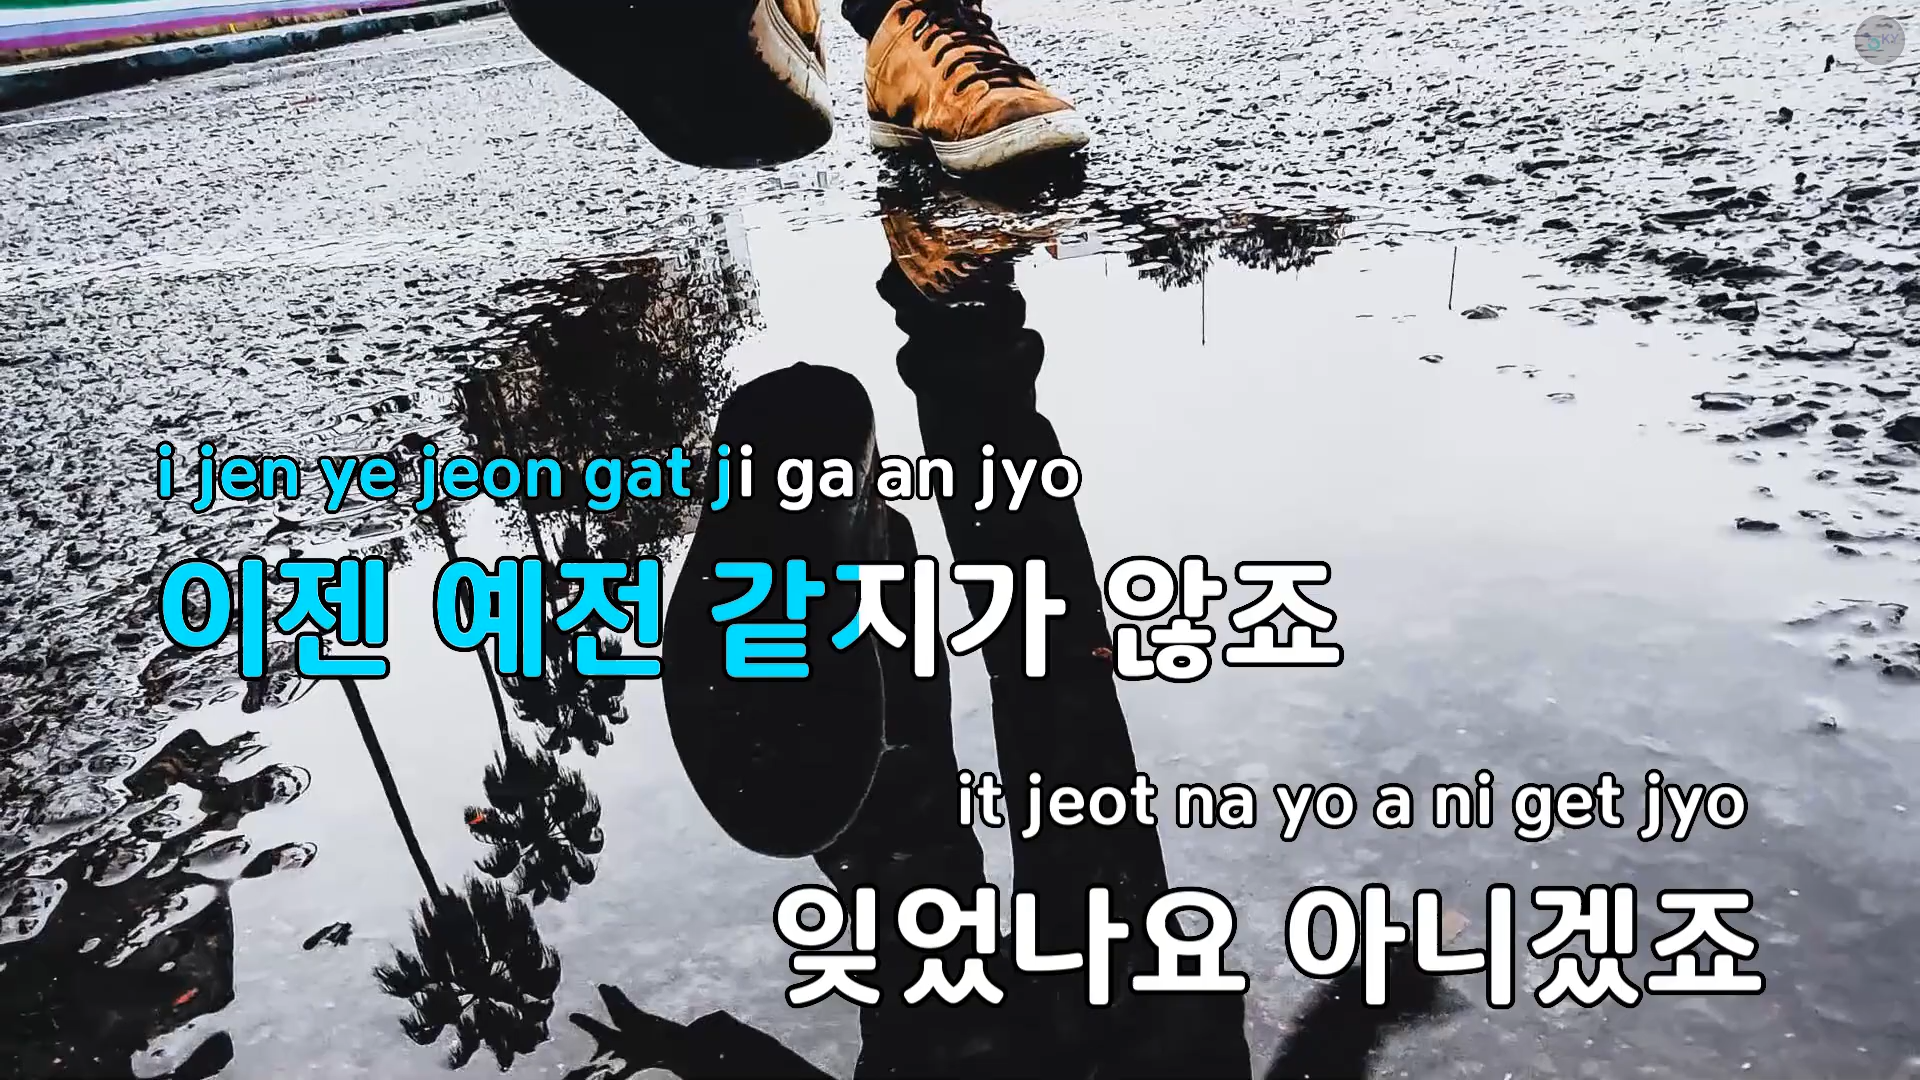 i jen ye jeon gat ji ga an jyo
이젠 예전 같지가 않죠
it jeot na yo a ni get jyo
잊었나요 아니겠죠